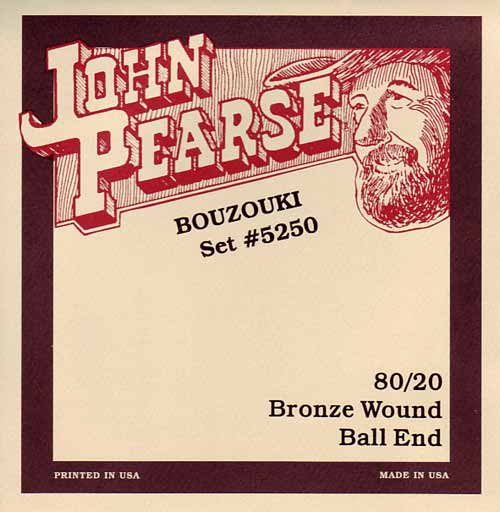 JOHN
PEARSE
BOUZOUKI
Set #5250
80/20
Bronze Wound
Ball End
PRINTED IN USA
MADE IN USA